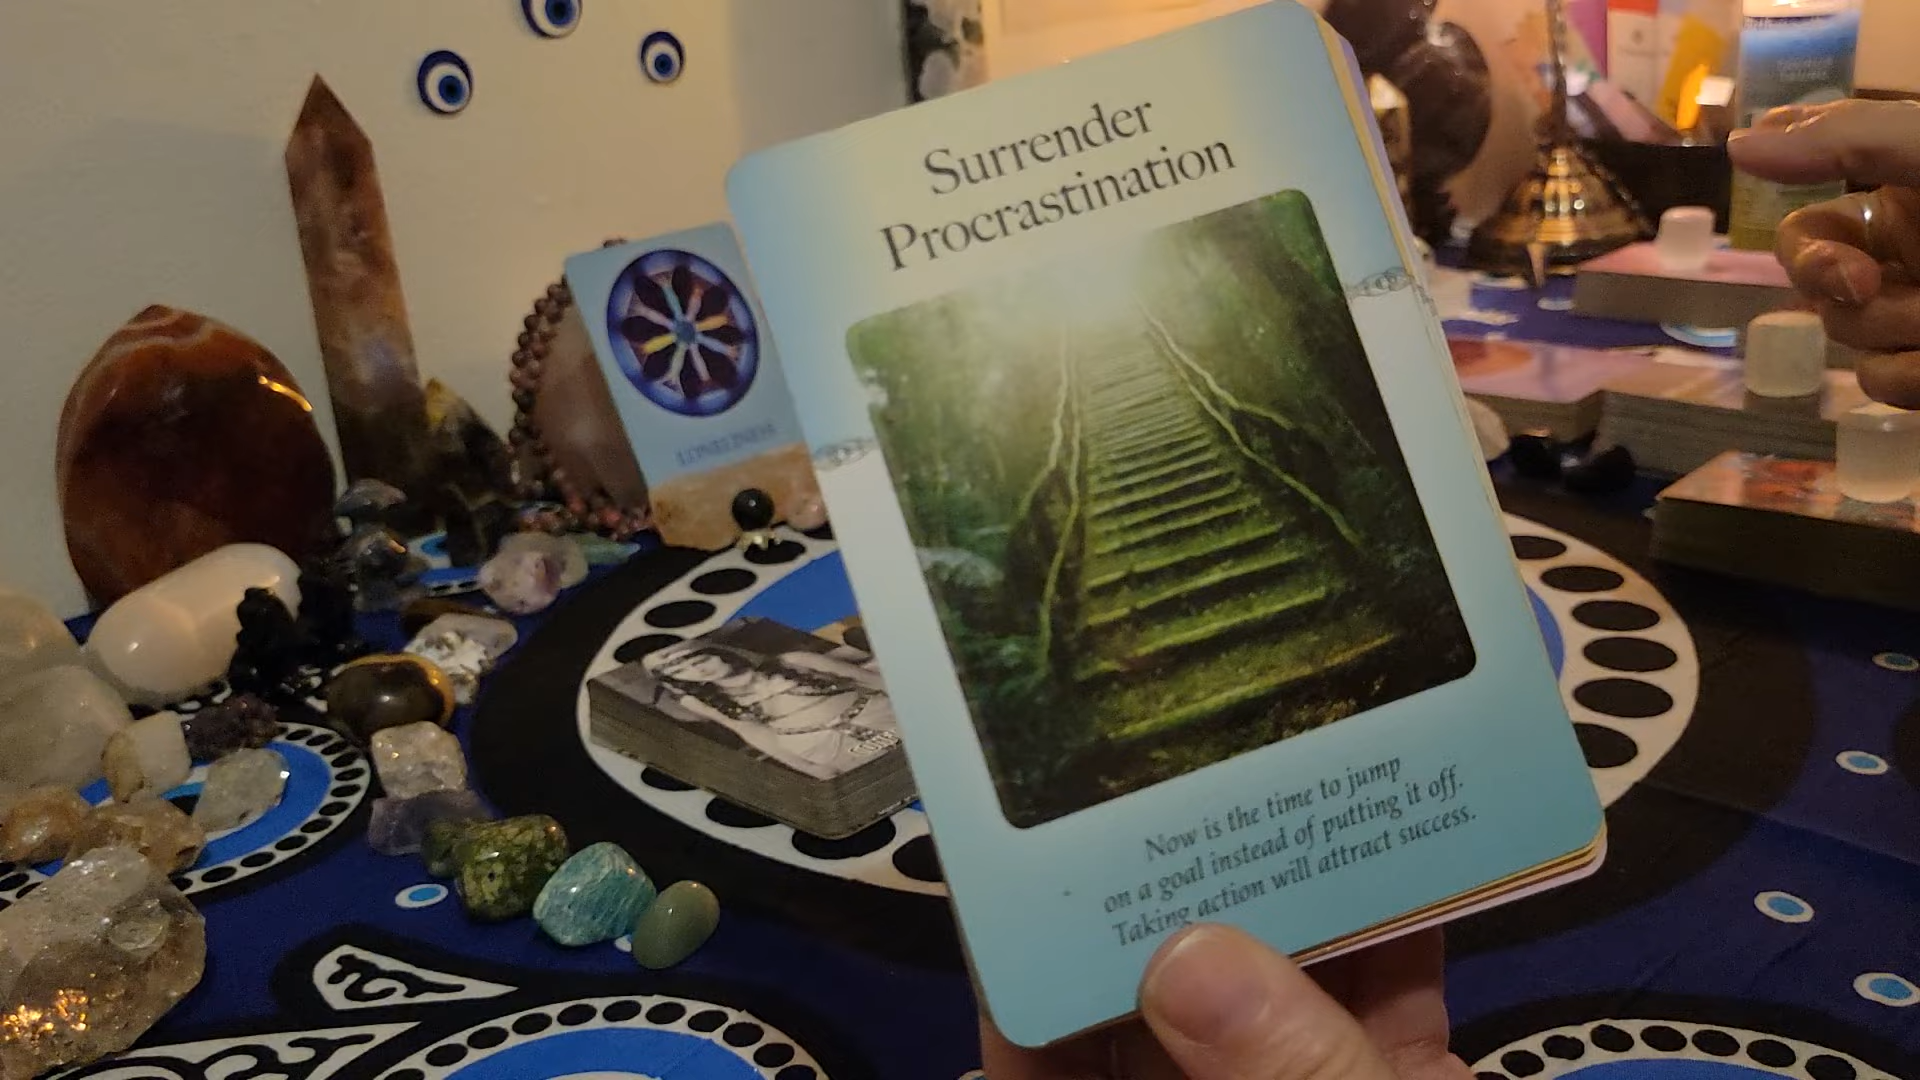 Surrender
Procrastination
LONELINESS
Now is the time to jump
on a goal instead of putting it off.
Taking action will attract success.